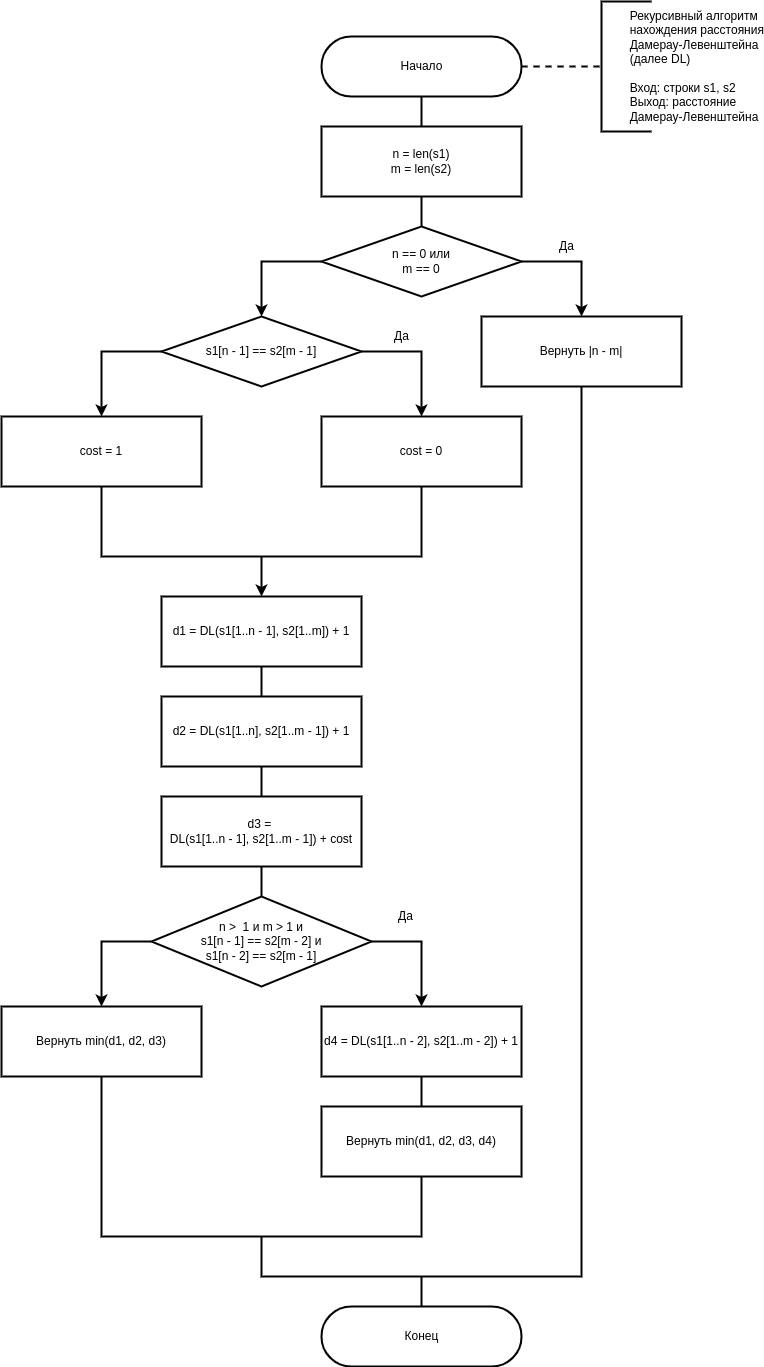 Рекурсивный алгоритм
нахождения расстояния
Дамерау-Левенштейна
(далее DL)
Вход: строки s1, s2
Выход: расстояние
Дамерау-Левенштейна
Начало
n = len(s1)
m = len(s2)
n == 0 или
m == 0
Да
s1[n - 1] == s2[m - 1]
Да
Вернуть |n - m|
cost = 1
cost = 0
d1 = DL(s1[1..n - 1], s2[1..m]) + 1
d2 = DL(s1[1..n], s2[1..m - 1]) + 1
d3 =
DL(s1[1..n - 1], s2[1..m - 1]) + cost
n > 1 и m > 1 и
s1[n - 1] == s2[m - 2] и
s1[n - 2] == s2[m - 1]
Да
Вернуть min(d1, d2, d3)
d4 = DL(s1[1..n - 2], s2[1..m - 2]) + 1
Вернуть min(d1, d2, d3, d4)
Конец